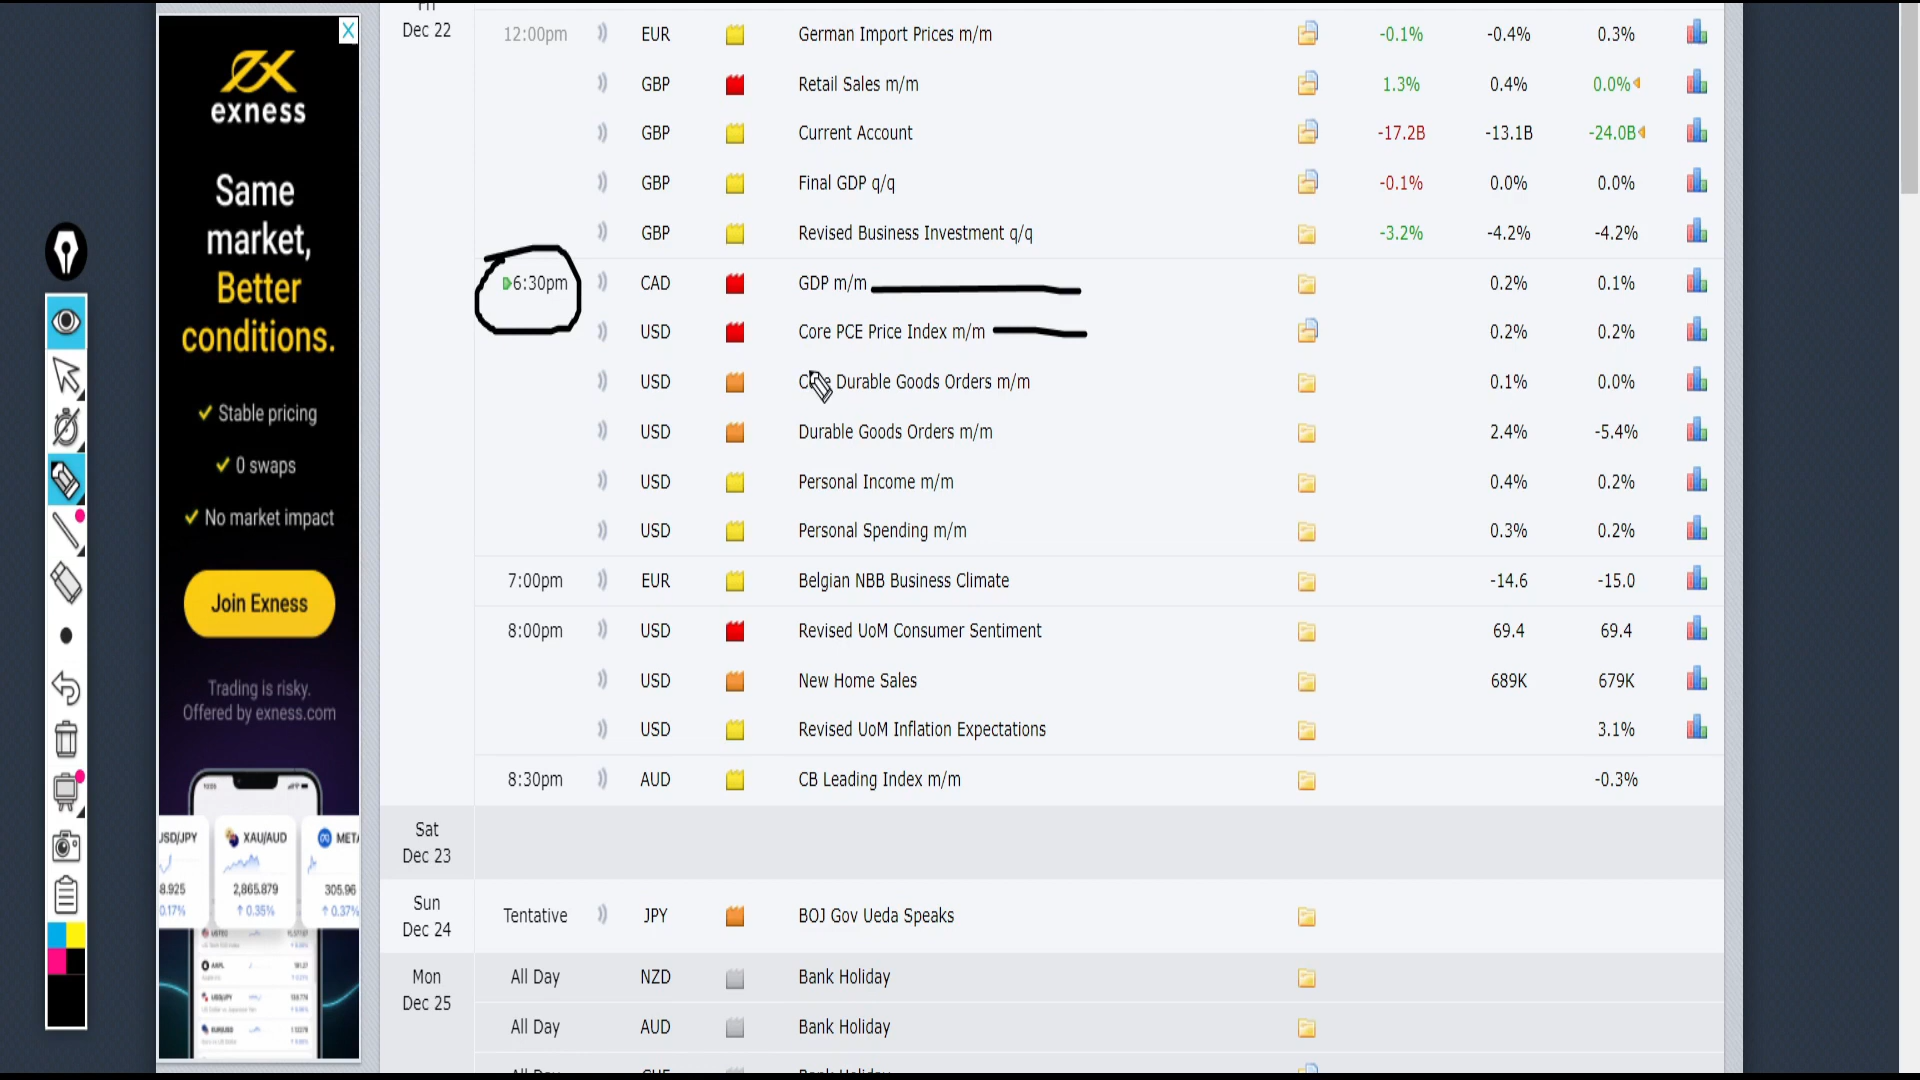 Fri
Dec 22
12:00pm EUR German Import Prices m/m -0.1% -0.4% 0.3%
GBP Retail Sales m/m 1.3% 0.4% 0.0%
GBP Current Account -17.2B -13.1B -24.0B
GBP Final GDP q/q -0.1% 0.0% 0.0%
GBP Revised Business Investment q/q -3.2% -4.2% -4.2%
6:30pm CAD GDP m/m 0.2% 0.1%
USD Core PCE Price Index m/m 0.2% 0.2%
USD Durable Goods Orders m/m 0.1% 0.0%
USD Durable Goods Orders m/m 2.4% -5.4%
USD Personal Income m/m 0.4% 0.2%
USD Personal Spending m/m 0.3% 0.2%
7:00pm EUR Belgian NBB Business Climate -14.6 -15.0
8:00pm USD Revised UoM Consumer Sentiment 69.4 69.4
USD New Home Sales 689K 679K
USD Revised UoM Inflation Expectations 3.1%
8:30pm AUD CB Leading Index m/m -0.3%
Sat
Dec 23
Sun
Dec 24
Tentative JPY BOJ Gov Ueda Speaks
Mon
Dec 25
All Day NZD Bank Holiday
All Day AUD Bank Holiday
X
exness
Same
market,
Better
conditions.
Stable pricing
0 swaps
No market impact
Join Exness
Trading is risky.
Offered by exness.com
XAU/AUD
2,865.879 305.96
0.17% 0.35% 0.37%